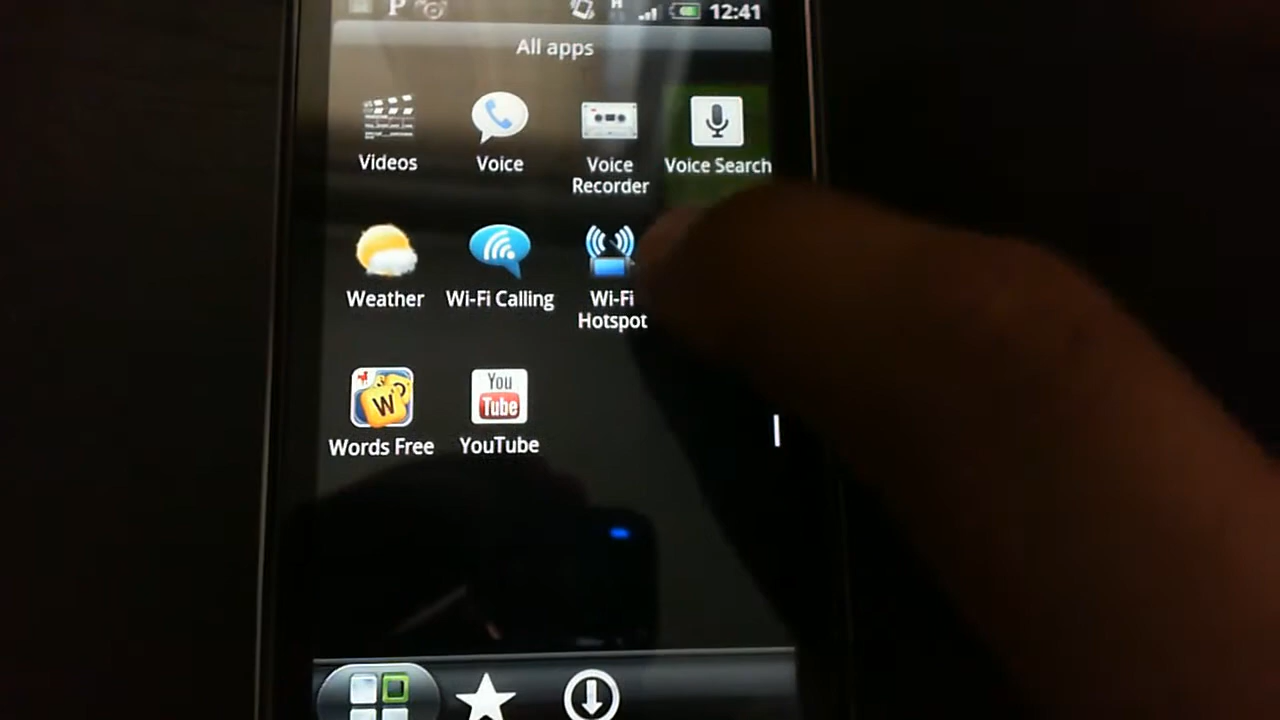 P H 12:41
All apps
Videos
Voice
Voice
Recorder
Voice Search
Weather
Wi-Fi Calling
Wi-Fi
Hotspot
W
Words Free
You
Tube
YouTube